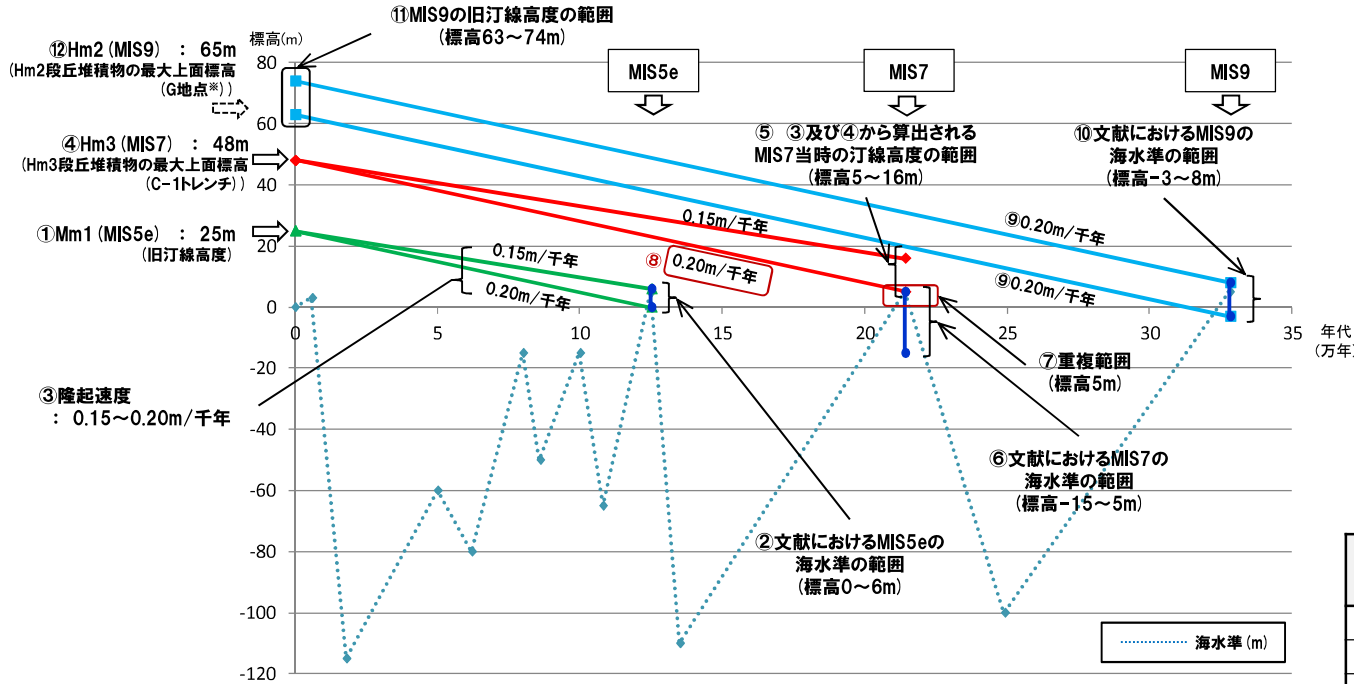 ⑪MIS9の旧汀線高度の範囲
(標高63～74m)
⑫Hm2(MIS9) : 65m
(Hm2段丘堆積物の最大上面標高
(G地点※))
標高(m)
MIS5e
MIS7
MIS9
④Hm3(MIS7) : 48m
(Hm3段丘堆積物の最大上面標高
(C-1トレンチ))
⑤ ③及び④から算出される
MIS7当時の汀線高度の範囲
(標高5～16m)
⑩文献におけるMIS9の
海水準の範囲
(標高-3～8m)
①Mm1(MIS5e) : 25m
(旧汀線高度)
0.15m/千年
0.20m/千年
0.15m/千年
⑧
0.20m/千年
⑨0.20m/千年
⑨0.20m/千年
80
60
40
20
0
-20
-40
-60
-80
-100
-120
0
5
10
15
20
25
30
35
年代
(万年)
③隆起速度
: 0.15～0.20m/千年
⑦重複範囲
(標高5m)
⑥文献におけるMIS7の
海水準の範囲
(標高-15～5m)
②文献におけるMIS5eの
海水準の範囲
(標高0～6m)
海水準(m)